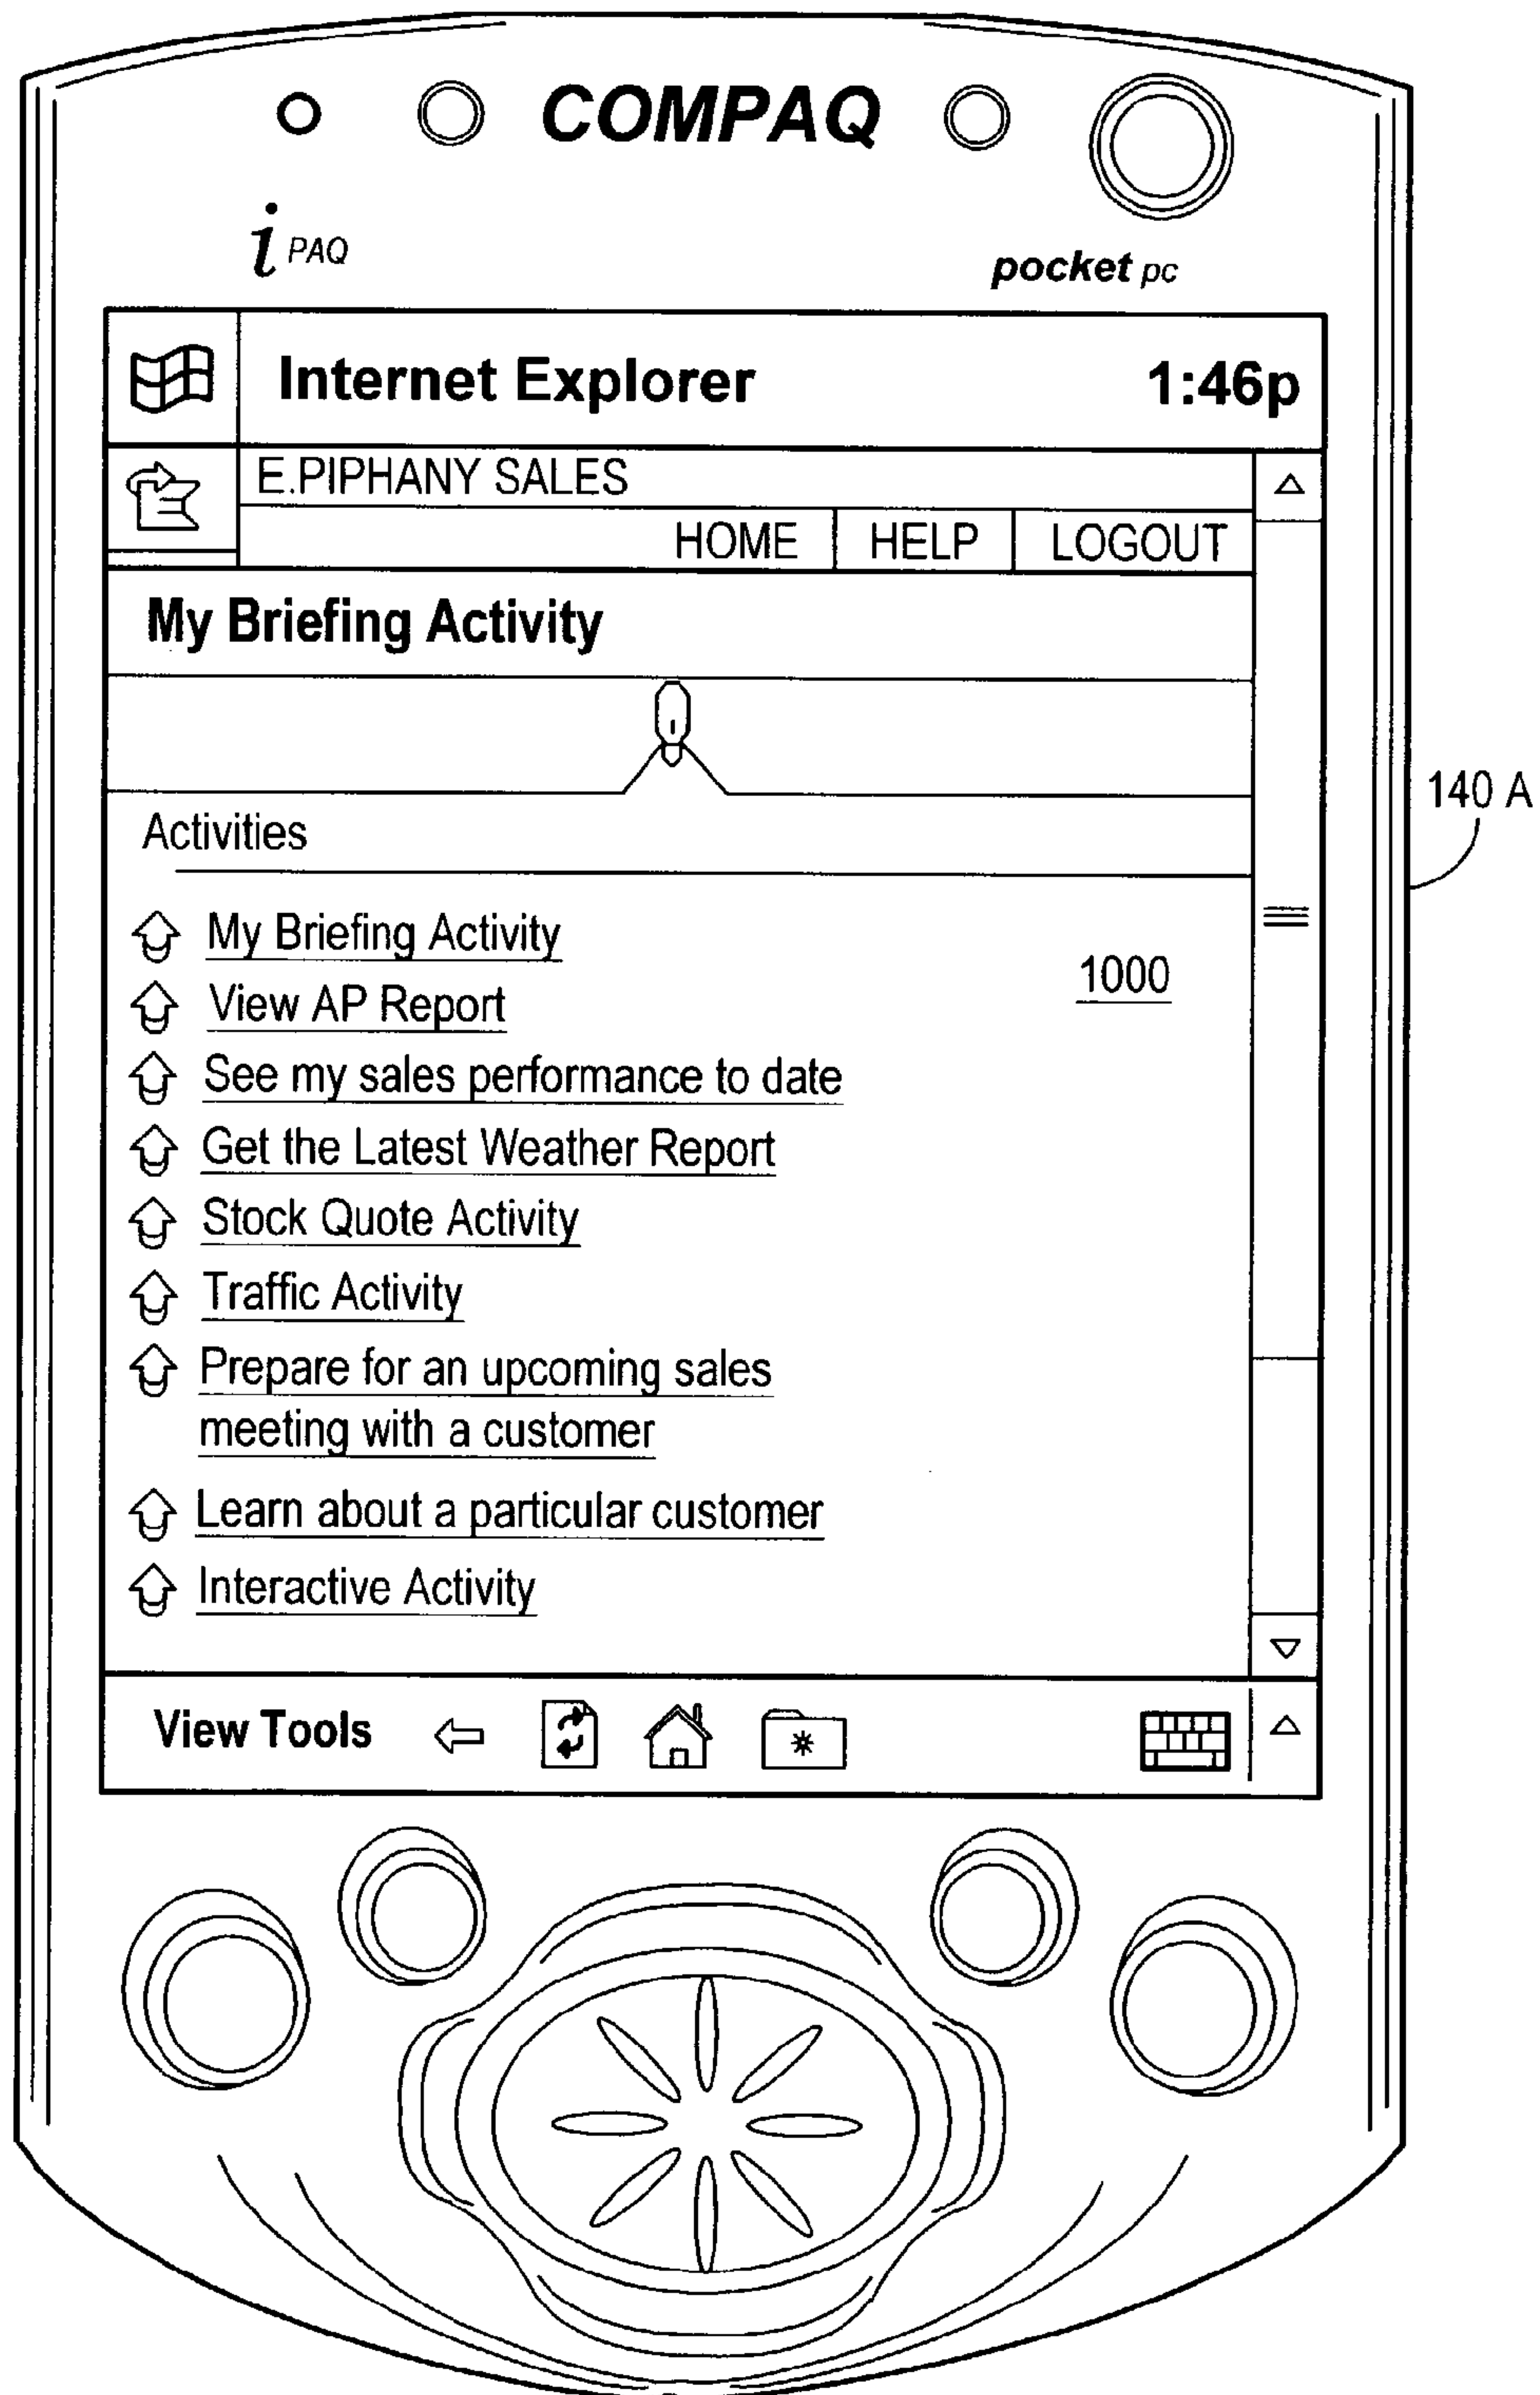 COMPAQ
i PAQ
pocket pc
Internet Explorer 1:46p
E.PIPHANY SALES
HOME HELP LOGOUT
My Briefing Activity
140 A
Activities
My Briefing Activity
1000
View AP Report
See my sales performance to date
Get the Latest Weather Report
Stock Quote Activity
Traffic Activity
Prepare for an upcoming sales
meeting with a customer
Learn about a particular customer
Interactive Activity
View Tools